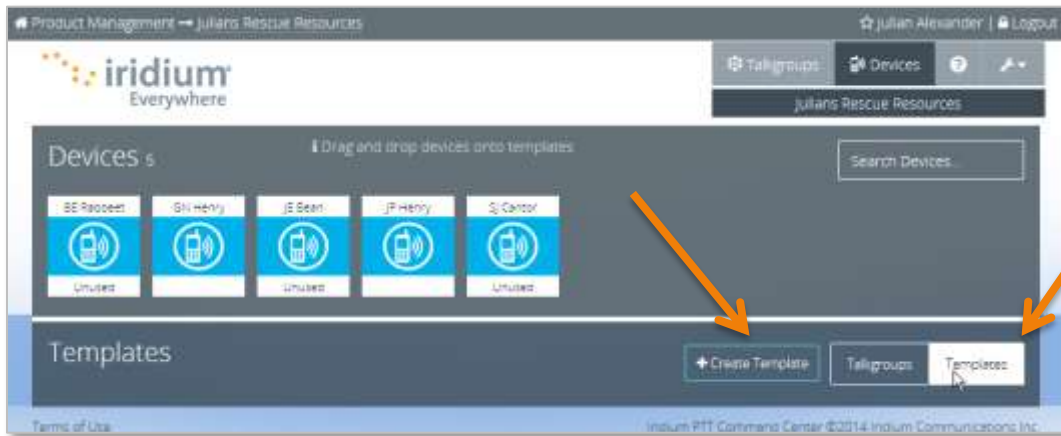 Product Management → Julians Rescue Resources
Julian Alexander | Logout
iridium
Everywhere
Talkgroups Devices ?
Julians Rescue Resources
Devices 5
Drag and drop devices onto templates
Search Devices...
BE GN Henry JE Bean JP Henry SJ Cantor
Unused Unused Unused
Templates
+Create Template Talkgroups Templates
Terms of Use Iridium PTT Command Center ©2014 Iridium Communications Inc.